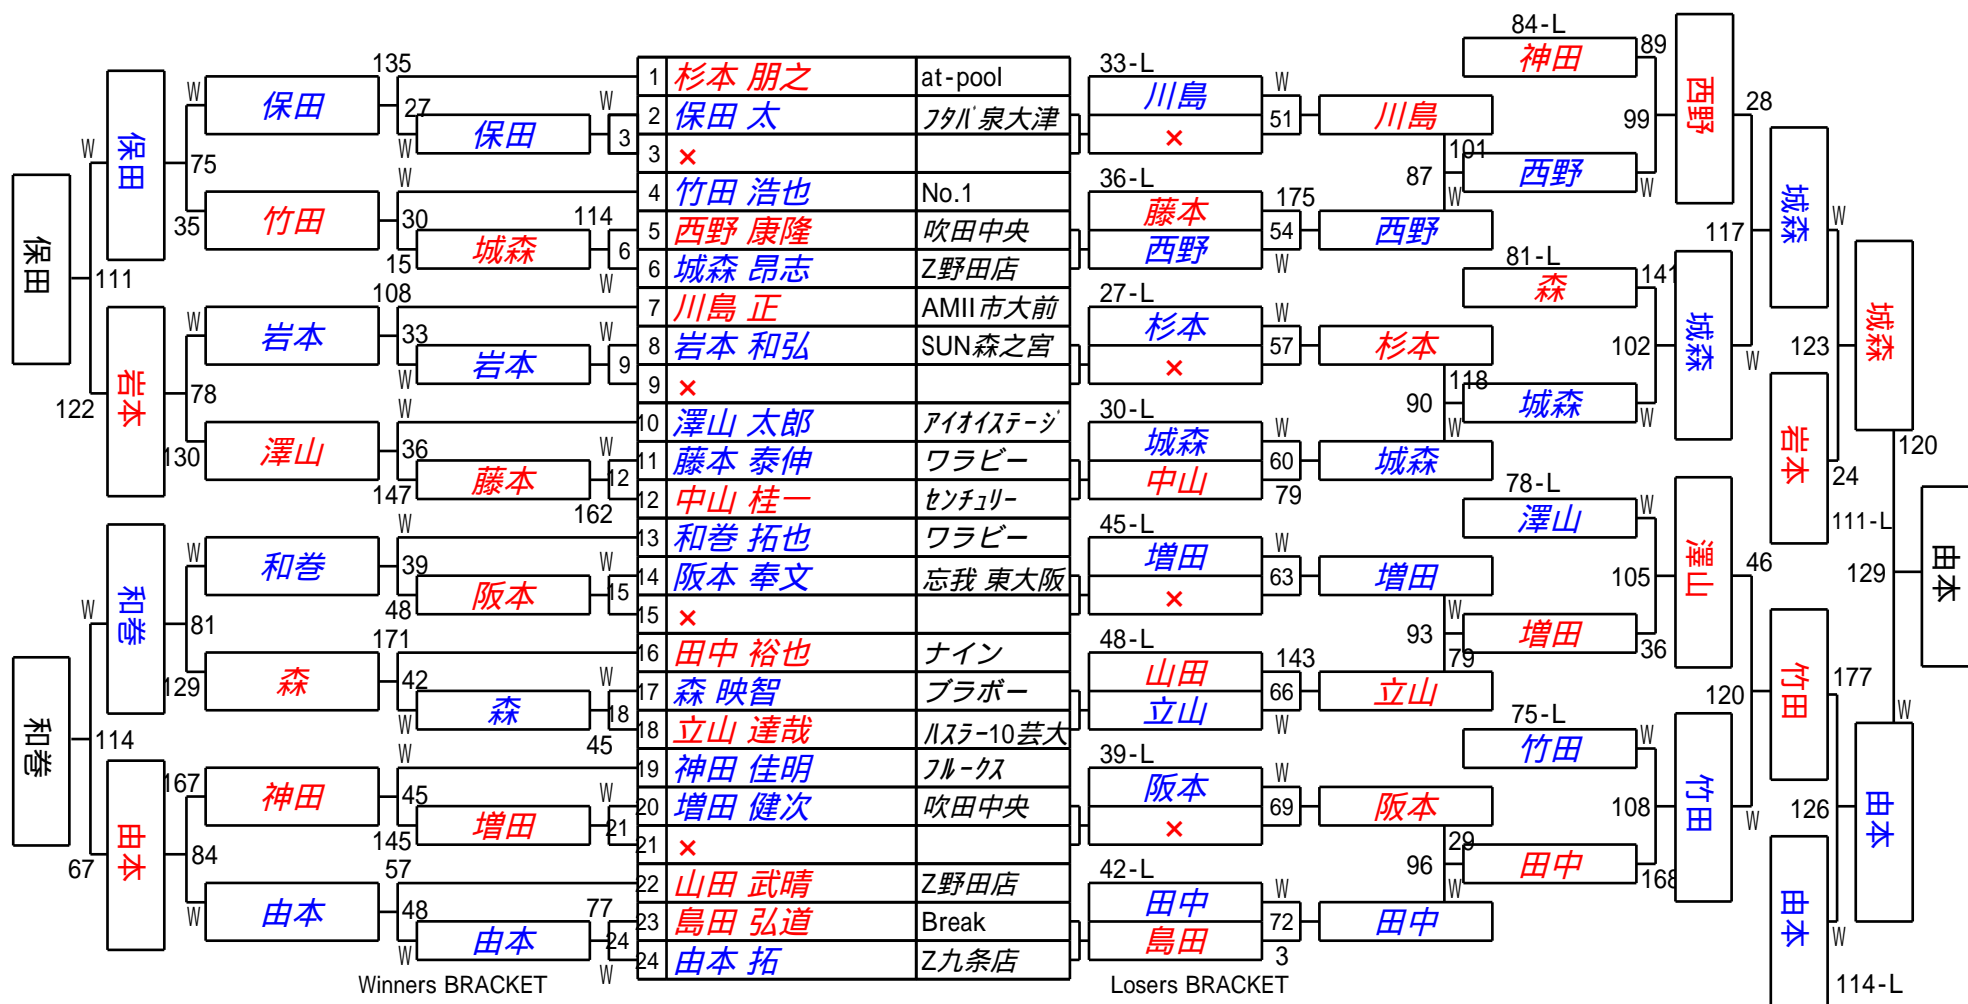 84-L
神田
89
135
33-L
W
西野
1 杉本 朋之 at-pool
W
保田
27
W
2 保田 太 ﾌﾀﾊﾞ泉大津
川島
×
51
川島
99
28
保田
3
3 ×
W
101
西野
W
保田
W
75
W
4 竹田 浩也 No.1
36-L
87
W
城森
W
竹田
30
114
5 西野 康隆 吹田中央
藤本
西野
175
54
W
西野
35
15
城森
6
W
6 城森 昂志 Z野田店
117
保田
111
81-L
森
141
城森
108
7 川島 正 AMII市大前
27-L
W
W
岩本
33
W
8 岩本 和弘 SUN森之宮
杉本
×
57
杉本
102
城森
W
123
岩本
9
9 ×
118
城森
W
岩本
122
78
W
10 澤山 太郎 ｱｲｵｲｽﾃｰｼﾞ
30-L
90
W
岩本
24
120
130
澤山
36
W
11 藤本 泰伸 ワラビー
城森
中山
W
60
79
城森
147
藤本
12
162
12 中山 桂一 ｾﾝﾁｭﾘｰ
78-L
澤山
W
111-L
W
13 和巻 拓也 ワラビー
45-L
W
澤山
由本
W
和巻
39
14 阪本 奉文 忘我 東大阪
増田
×
63
増田
105
46
129
48
阪本
15
15 ×
W
増田
36
和巻
W
81
171
16 田中 裕也 ナイン
48-L
93
79
竹田
129
森
42
W
17 森 映智 ブラボー
山田
立山
143
66
W
立山
120
177
W
森
18
45
18 立山 達哉 ﾊｽﾗｰ10芸大
75-L
竹田
W
W
和巻
114
W
19 神田 佳明 ﾌﾙｰｸｽ
39-L
W
竹田
W
由本
167
神田
45
W
20 増田 健次 吹田中央
阪本
×
69
阪本
108
126
145
増田
21
21 ×
29
田中
168
由本
67
84
57
22 山田 武晴 Z野田店
42-L
96
W
由本
W
W
由本
48
77
23 島田 弘道 Break
田中
島田
W
72
3
田中
W
由本
24
W
24 由本 拓 Z九条店
114-L
Winners BRACKET
Losers BRACKET